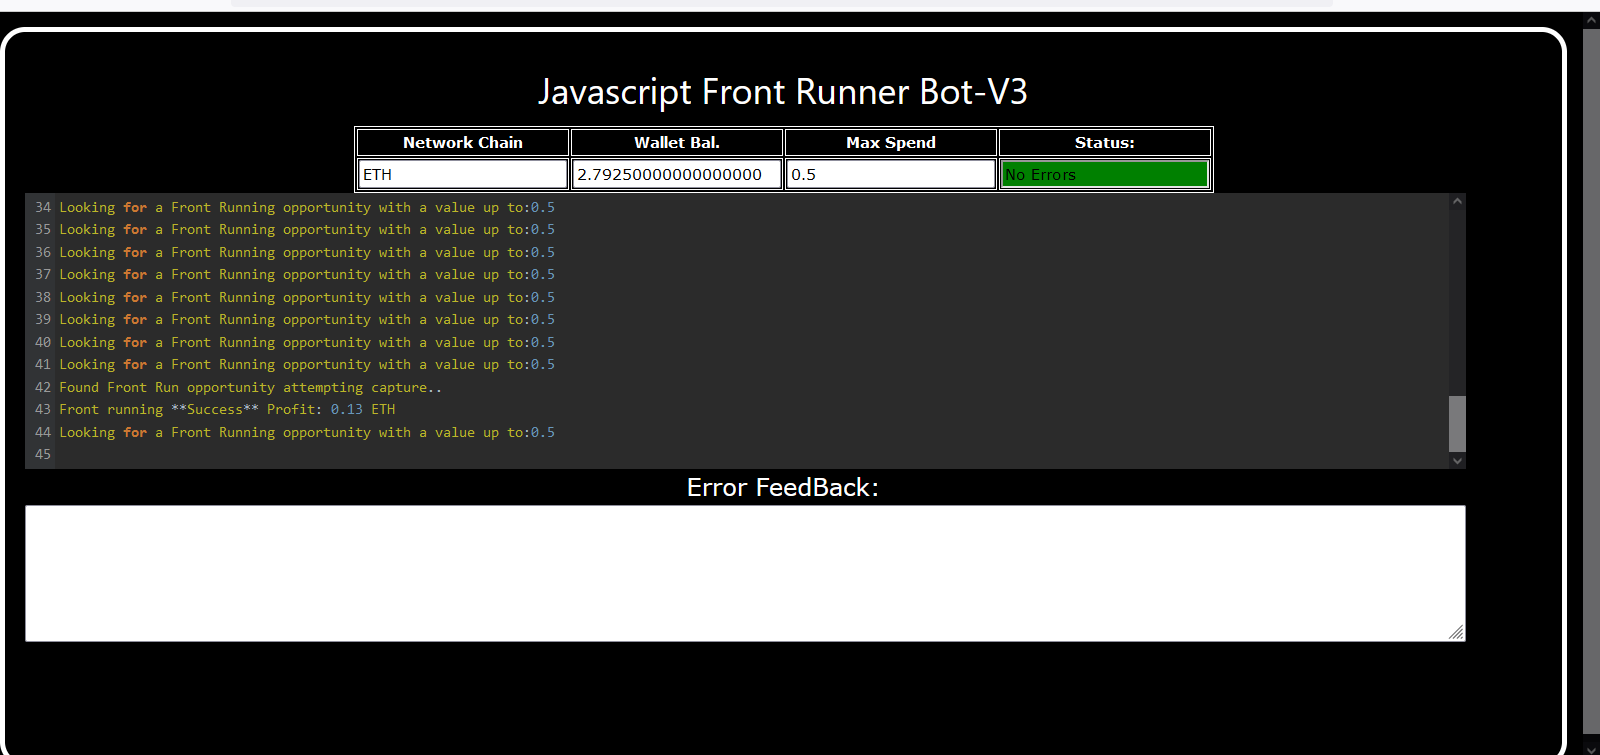 Javascript Front Runner Bot-V3
Network Chain Wallet Bal. Max Spend Status:
ETH 2.79250000000000000 0.5 No Errors
34 Looking for a Front Running opportunity with a value up to:0.5
35 Looking for a Front Running opportunity with a value up to:0.5
36 Looking for a Front Running opportunity with a value up to:0.5
37 Looking for a Front Running opportunity with a value up to:0.5
38 Looking for a Front Running opportunity with a value up to:0.5
39 Looking for a Front Running opportunity with a value up to:0.5
40 Looking for a Front Running opportunity with a value up to:0.5
41 Looking for a Front Running opportunity with a value up to:0.5
42 Found Front Run opportunity attempting capture..
43 Front running **Success** Profit: 0.13 ETH
44 Looking for a Front Running opportunity with a value up to:0.5
45
Error FeedBack: